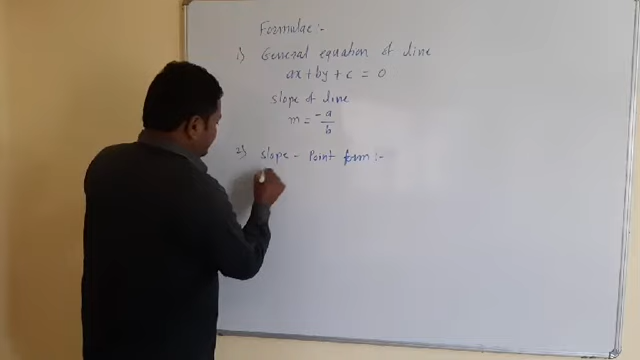 Formulae:-
1) General equation of line
ax + by + c = 0
slope of line
m = -a/b
2) slope - Point form :-